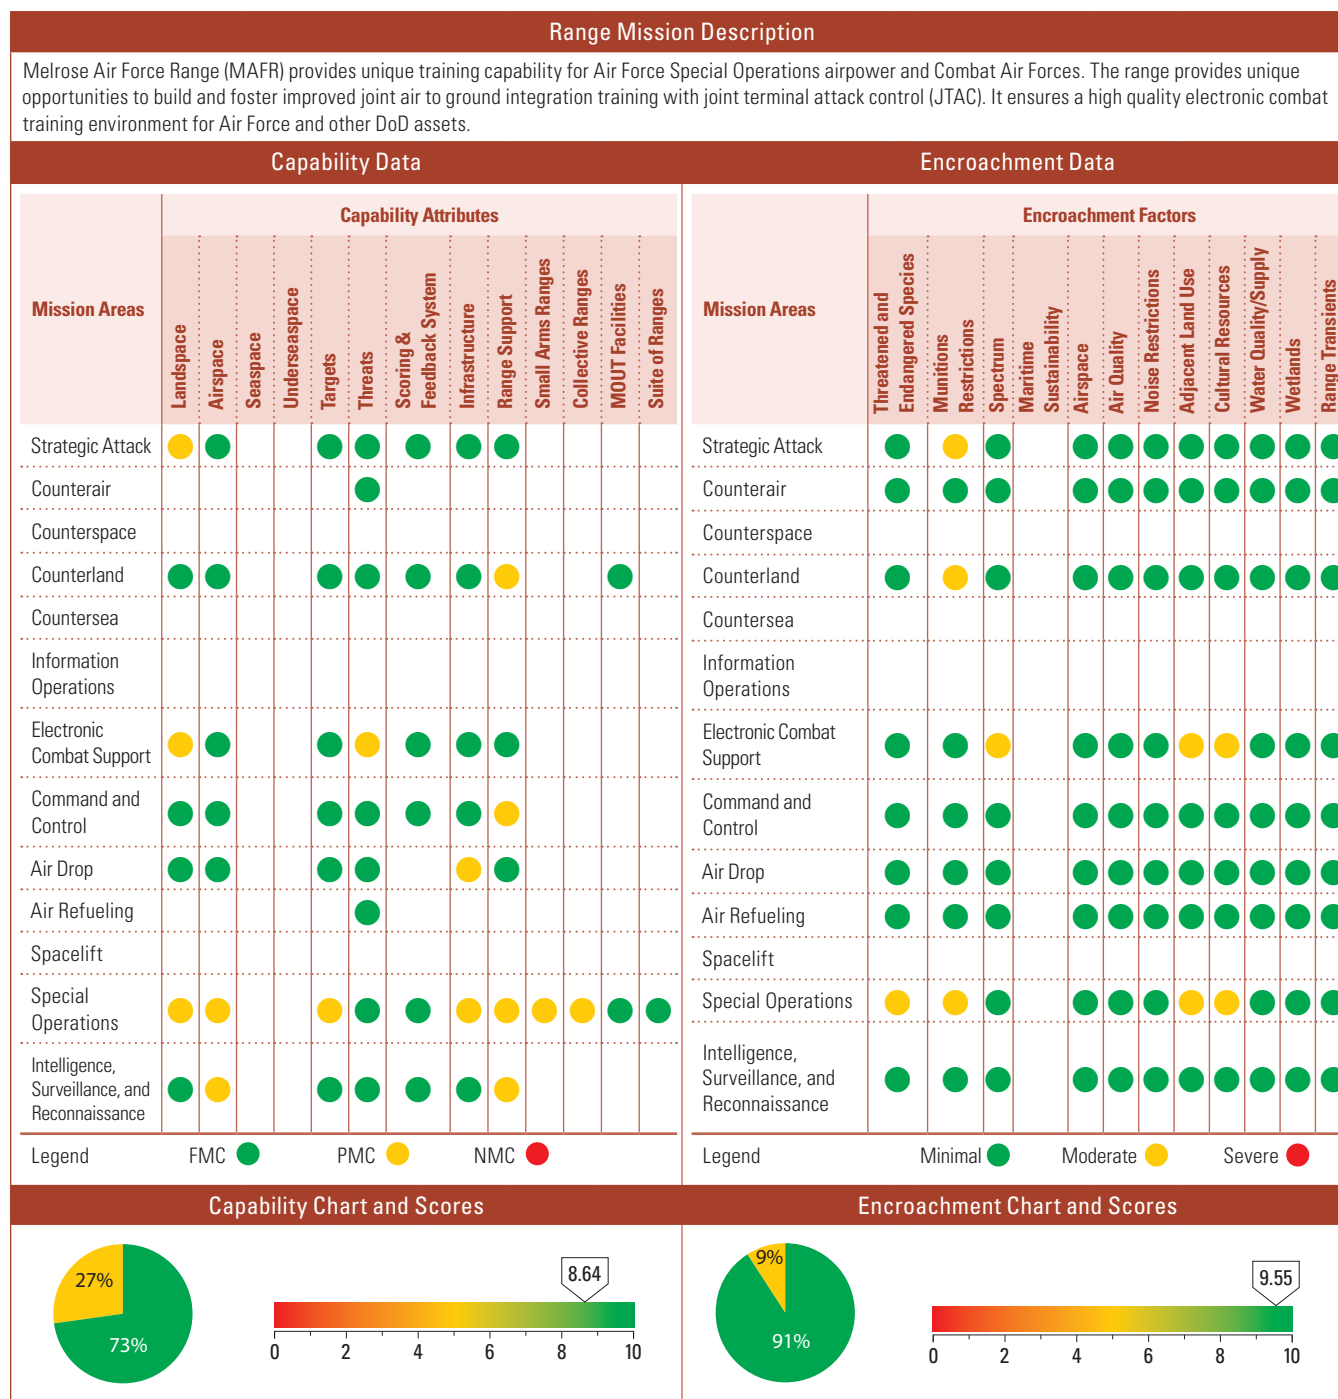 Range Mission Description
Melrose Air Force Range (MAFR) provides unique training capability for Air Force Special Operations airpower and Combat Air Forces. The range provides unique
opportunities to build and foster improved joint air to ground integration training with joint terminal attack control (JTAC). It ensures a high quality electronic combat
training environment for Air Force and other DoD assets.
Capability Data
Mission Areas
Capability Attributes
Landspace
Airspace
Seaspace
Underseaspace
Targets
Threats
Scoring &
Feedback System
Infrastructure
Range Support
Small Arms Ranges
Collective Ranges
MOUT Facilities
Suite of Ranges
Strategic Attack
Counterair
Counterspace
Counterland
Countersea
Information
Operations
Electronic
Combat Support
Command and
Control
Air Drop
Air Refueling
Spacelift
Special
Operations
Intelligence,
Surveillance, and
Reconnaissance
Legend FMC PMC NMC
Encroachment Data
Mission Areas
Encroachment Factors
Threatened and
Endangered Species
Munitions
Restrictions
Spectrum
Maritime
Sustainability
Airspace
Air Quality
Noise Restrictions
Adjacent Land Use
Cultural Resources
Water Quality/Supply
Wetlands
Range Transients
Strategic Attack
Counterair
Counterspace
Counterland
Countersea
Information
Operations
Electronic Combat
Support
Command and
Control
Air Drop
Air Refueling
Spacelift
Special Operations
Intelligence,
Surveillance, and
Reconnaissance
Legend Minimal Moderate Severe
Capability Chart and Scores
27%
73%
8.64
0 2 4 6 8 10
Encroachment Chart and Scores
9%
91%
9.55
0 2 4 6 8 10